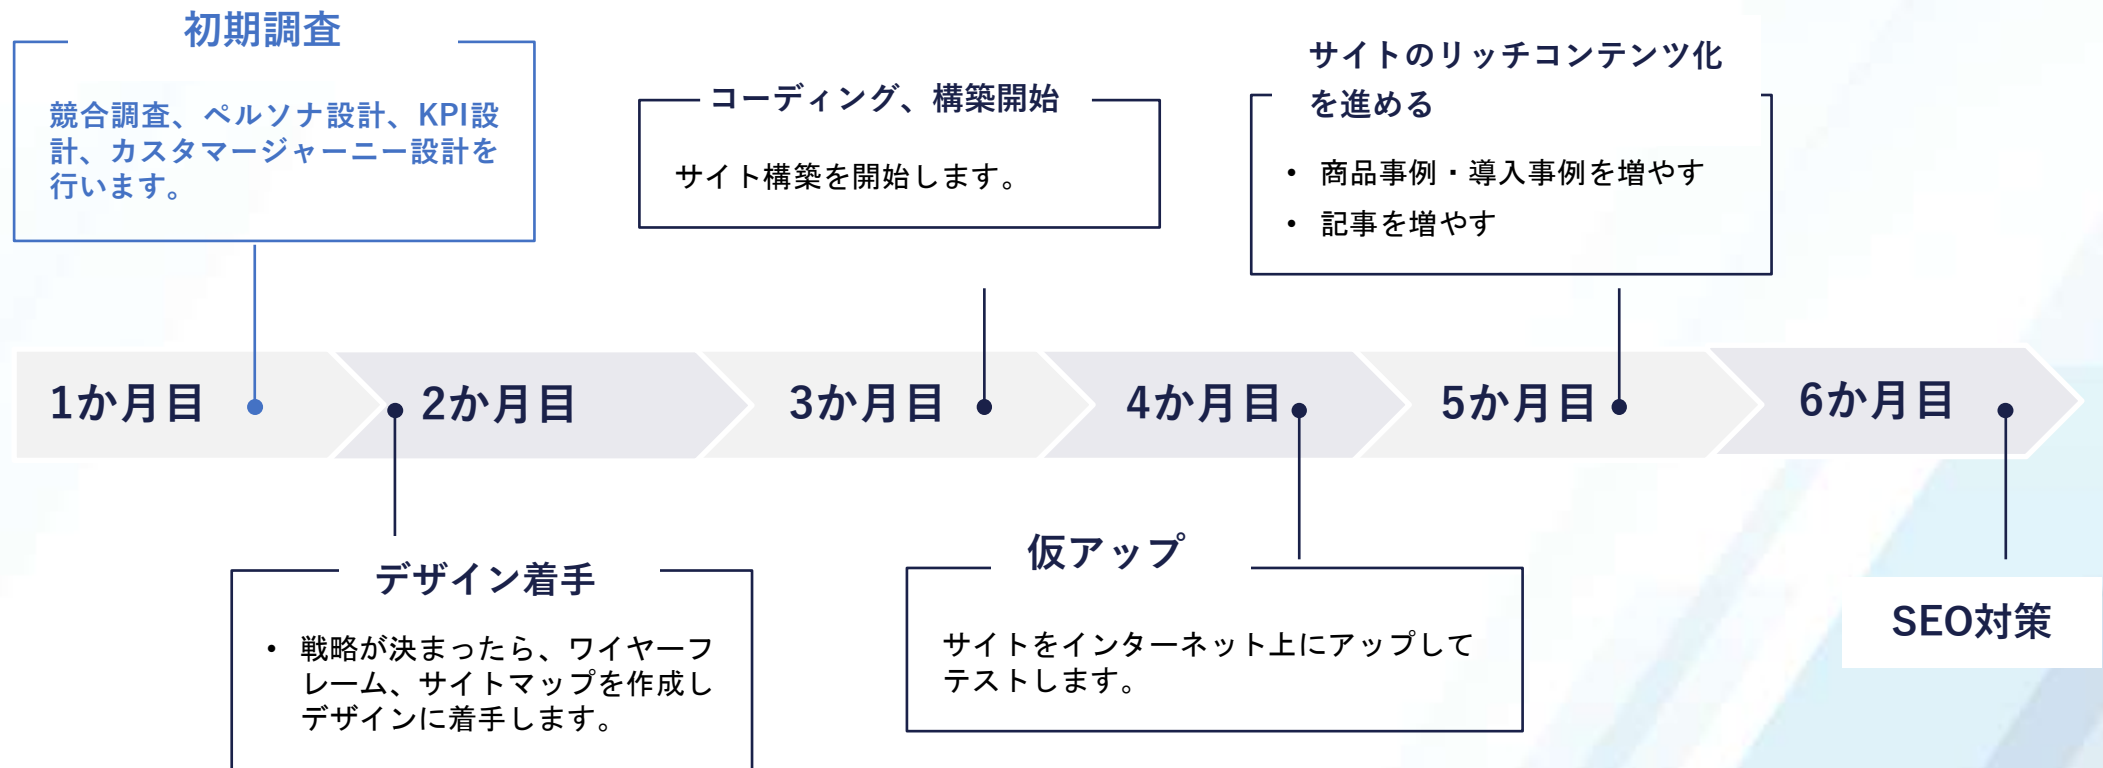 初期調査
競合調査、ペルソナ設計、KPI設
計、カスタマージャーニー設計を
行います。
コーディング、構築開始
サイト構築を開始します。
サイトのリッチコンテンツ化
を進める
• 商品事例・導入事例を増やす
• 記事を増やす
1か月目
2か月目
3か月目
4か月目
5か月目
6か月目
デザイン着手
• 戦略が決まったら、ワイヤーフ
レーム、サイトマップを作成し
デザインに着手します。
仮アップ
サイトをインターネット上にアップして
テストします。
SEO対策